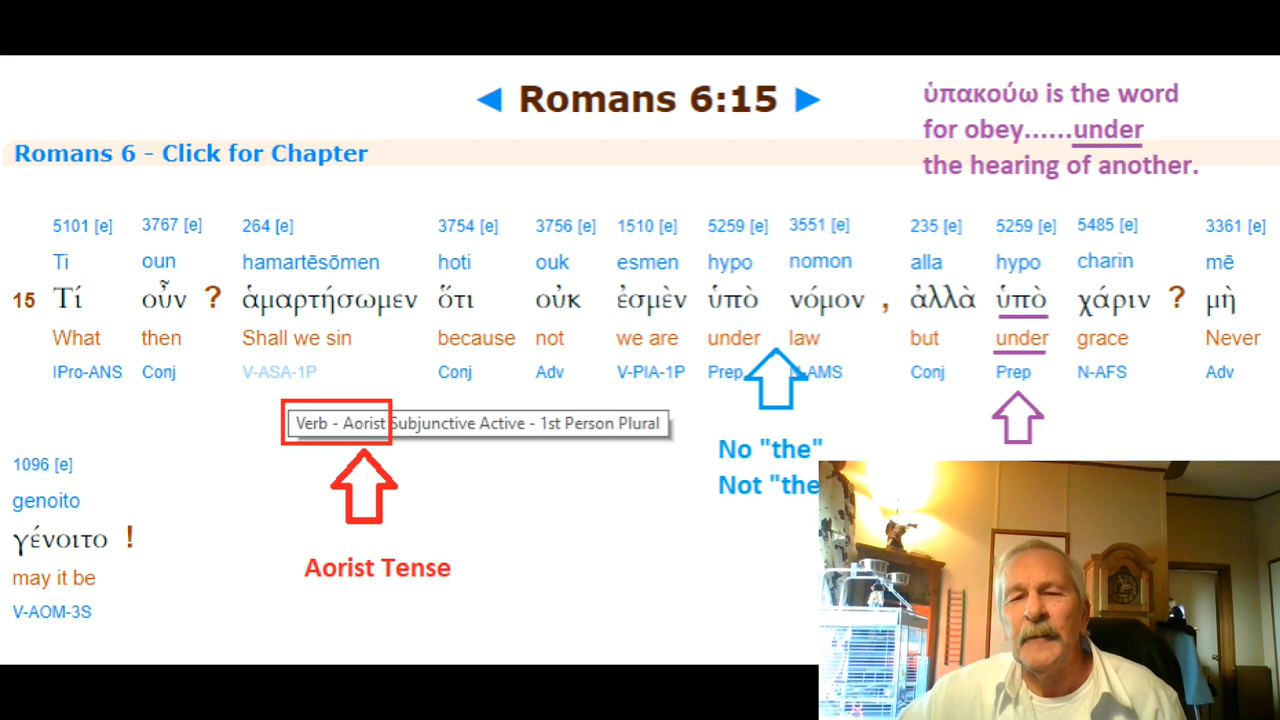 ◄ Romans 6:15 ►
ὑπακούω is the word
for obey......under
the hearing of another.
Romans 6 - Click for Chapter
5101 [e] 3767 [e] 264 [e] 3754 [e] 3756 [e] 1510 [e] 5259 [e] 3551 [e] 235 [e] 5259 [e] 5485 [e] 3361 [e]
Ti oun hamartēsōmen hoti ouk esmen hypo nomon alla hypo charin mē
15 Τί οὖν ? ἁμαρτήσωμεν ὅτι οὐκ ἐσμὲν ὑπὸ νόμον , ἀλλὰ ὑπὸ χάριν ? μὴ
What then Shall we sin because not we are under law but under grace Never
IPro-ANS Conj V-ASA-1P Conj Adv V-PIA-1P Prep N-AMS Conj Prep N-AFS Adv
Verb - Aorist Subjunctive Active - 1st Person Plural
No "the"
Not "the
Aorist Tense
1096 [e]
genoito
γένοιτο !
may it be
V-AOM-3S